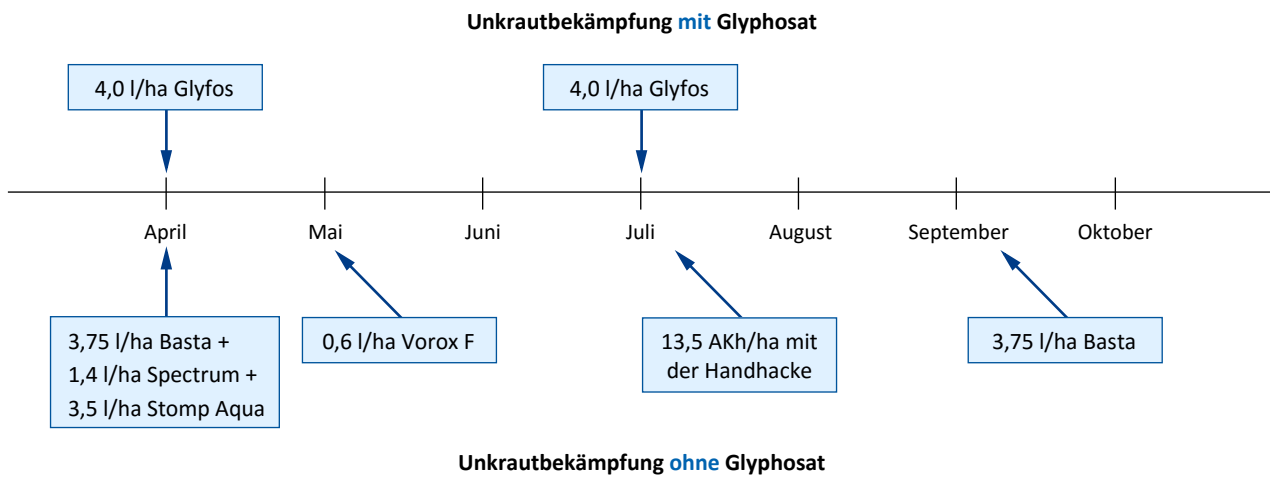 Unkrautbekämpfung mit Glyphosat
4,0 l/ha Glyfos
4,0 l/ha Glyfos
April
Mai
Juni
Juli
August
September
Oktober
3,75 l/ha Basta +
1,4 l/ha Spectrum +
3,5 l/ha Stomp Aqua
0,6 l/ha Vorox F
13,5 AKh/ha mit
der Handhacke
3,75 l/ha Basta
Unkrautbekämpfung ohne Glyphosat